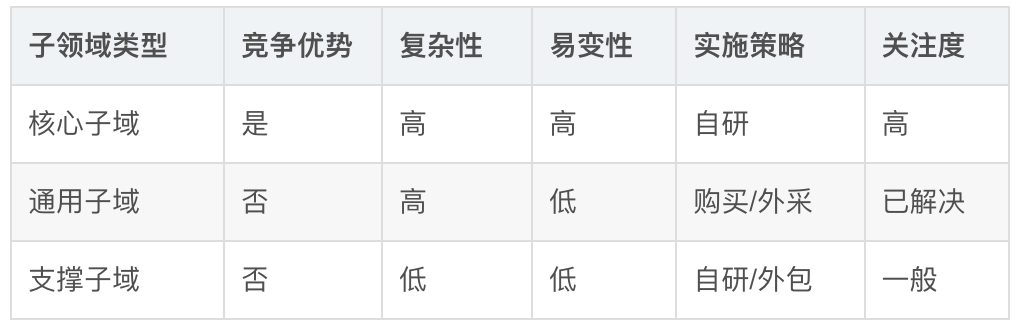 子领域类型 竞争优势 复杂性 易变性 实施策略 关注度
核心子域 是 高 高 自研 高
通用子域 否 高 低 购买/外采 已解决
支撑子域 否 低 低 自研/外包 一般